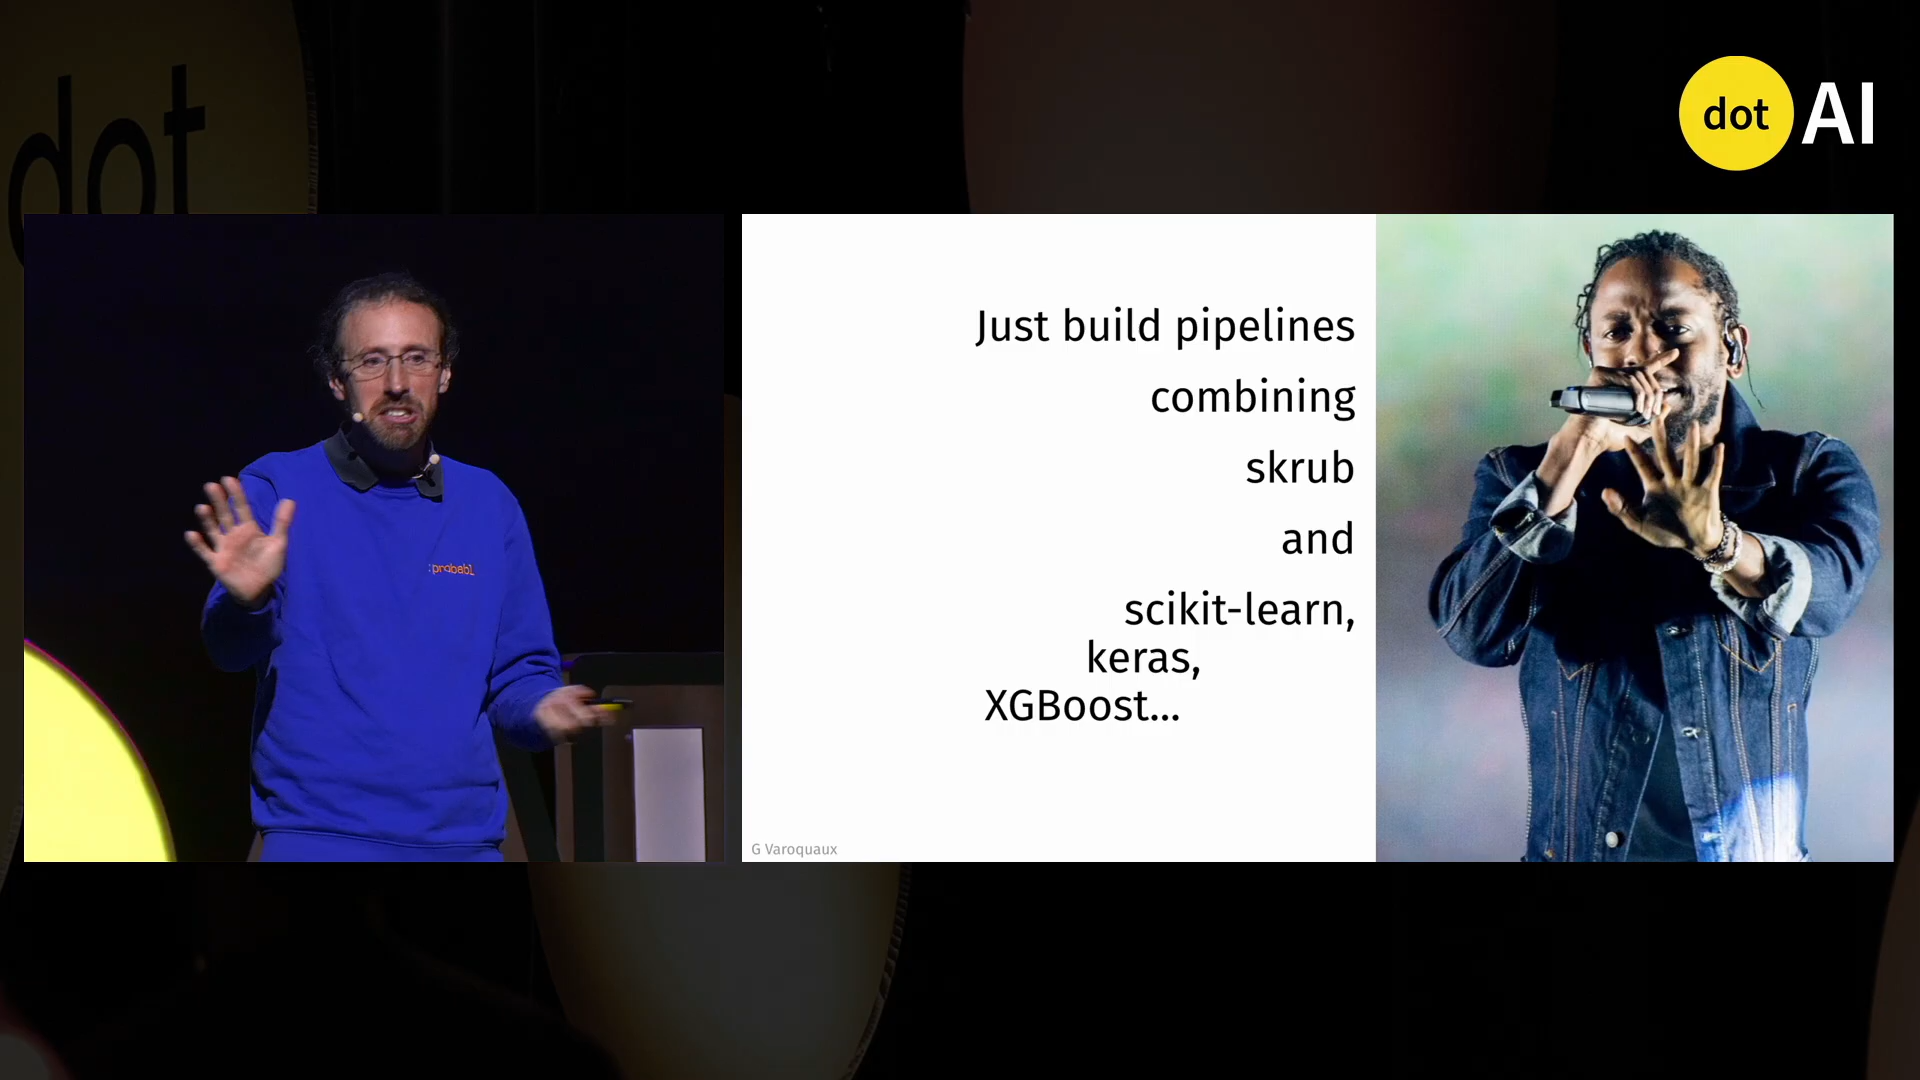 dot
dot AI
:probabl.
Just build pipelines
combining
skrub
and
scikit-learn,
keras,
XGBoost...
G Varoquaux